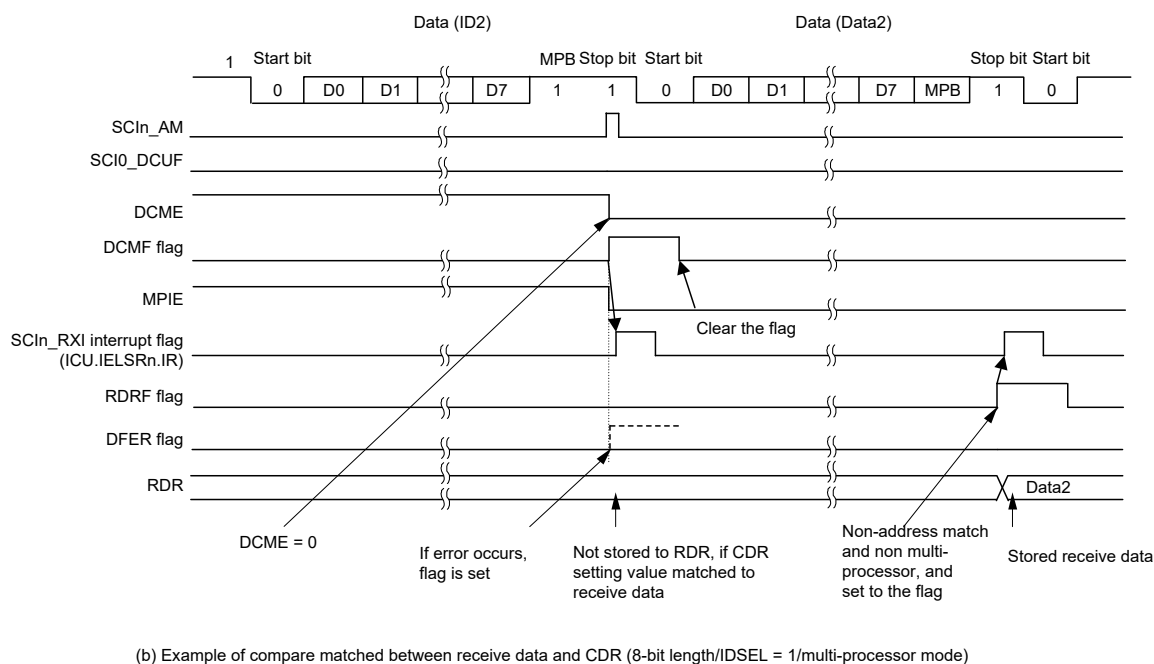 Data (ID2)
Data (Data2)
1
Start bit
MPB
Stop bit
Start bit
Stop bit
Start bit
0
D0
D1
D7
1
1
0
D0
D1
D7
MPB
1
0
SCIn_AM
SCI0_DCUF
DCME
DCMF flag
MPIE
Clear the flag
SCIn_RXI interrupt flag
(ICU.IELSRn.IR)
RDRF flag
DFER flag
RDR
Data2
DCME = 0
If error occurs,
flag is set
Not stored to RDR, if CDR
setting value matched to
receive data
Non-address match
and non multi-
processor, and
set to the flag
Stored receive data
(b) Example of compare matched between receive data and CDR (8-bit length/IDSEL = 1/multi-processor mode)